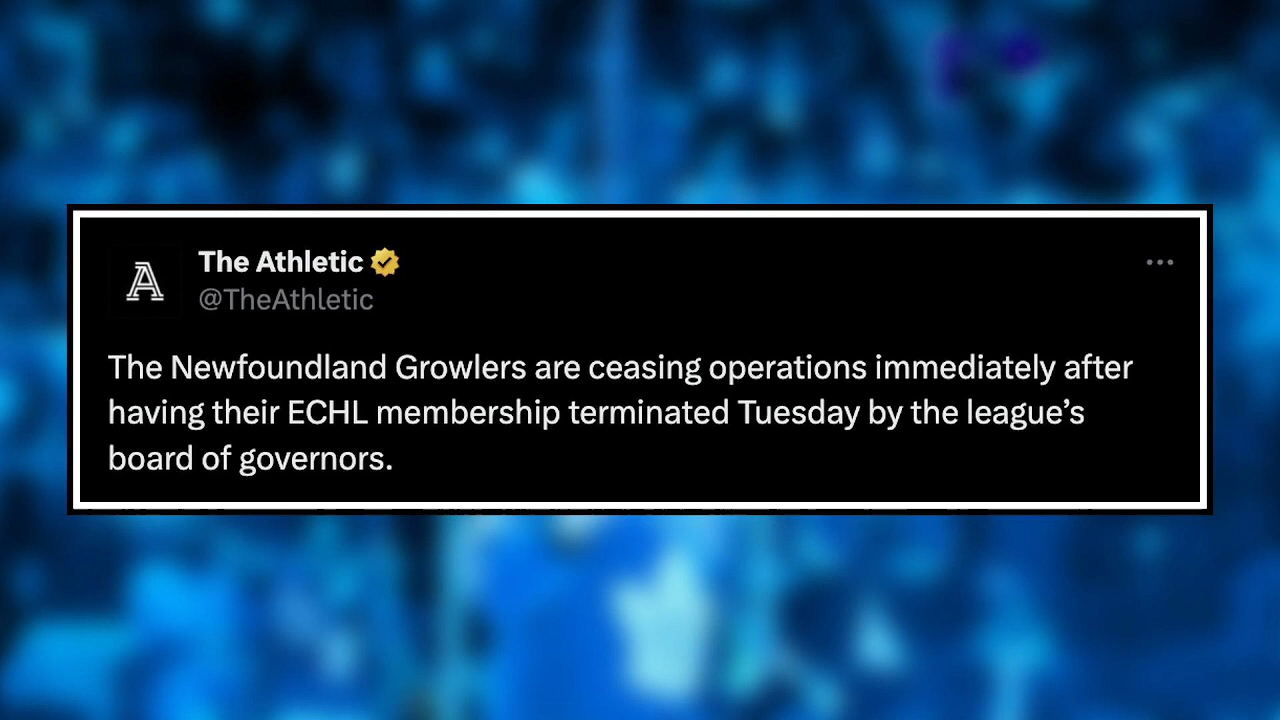 The Athletic
@TheAthletic
The Newfoundland Growlers are ceasing operations immediately after
having their ECHL membership terminated Tuesday by the league’s
board of governors.